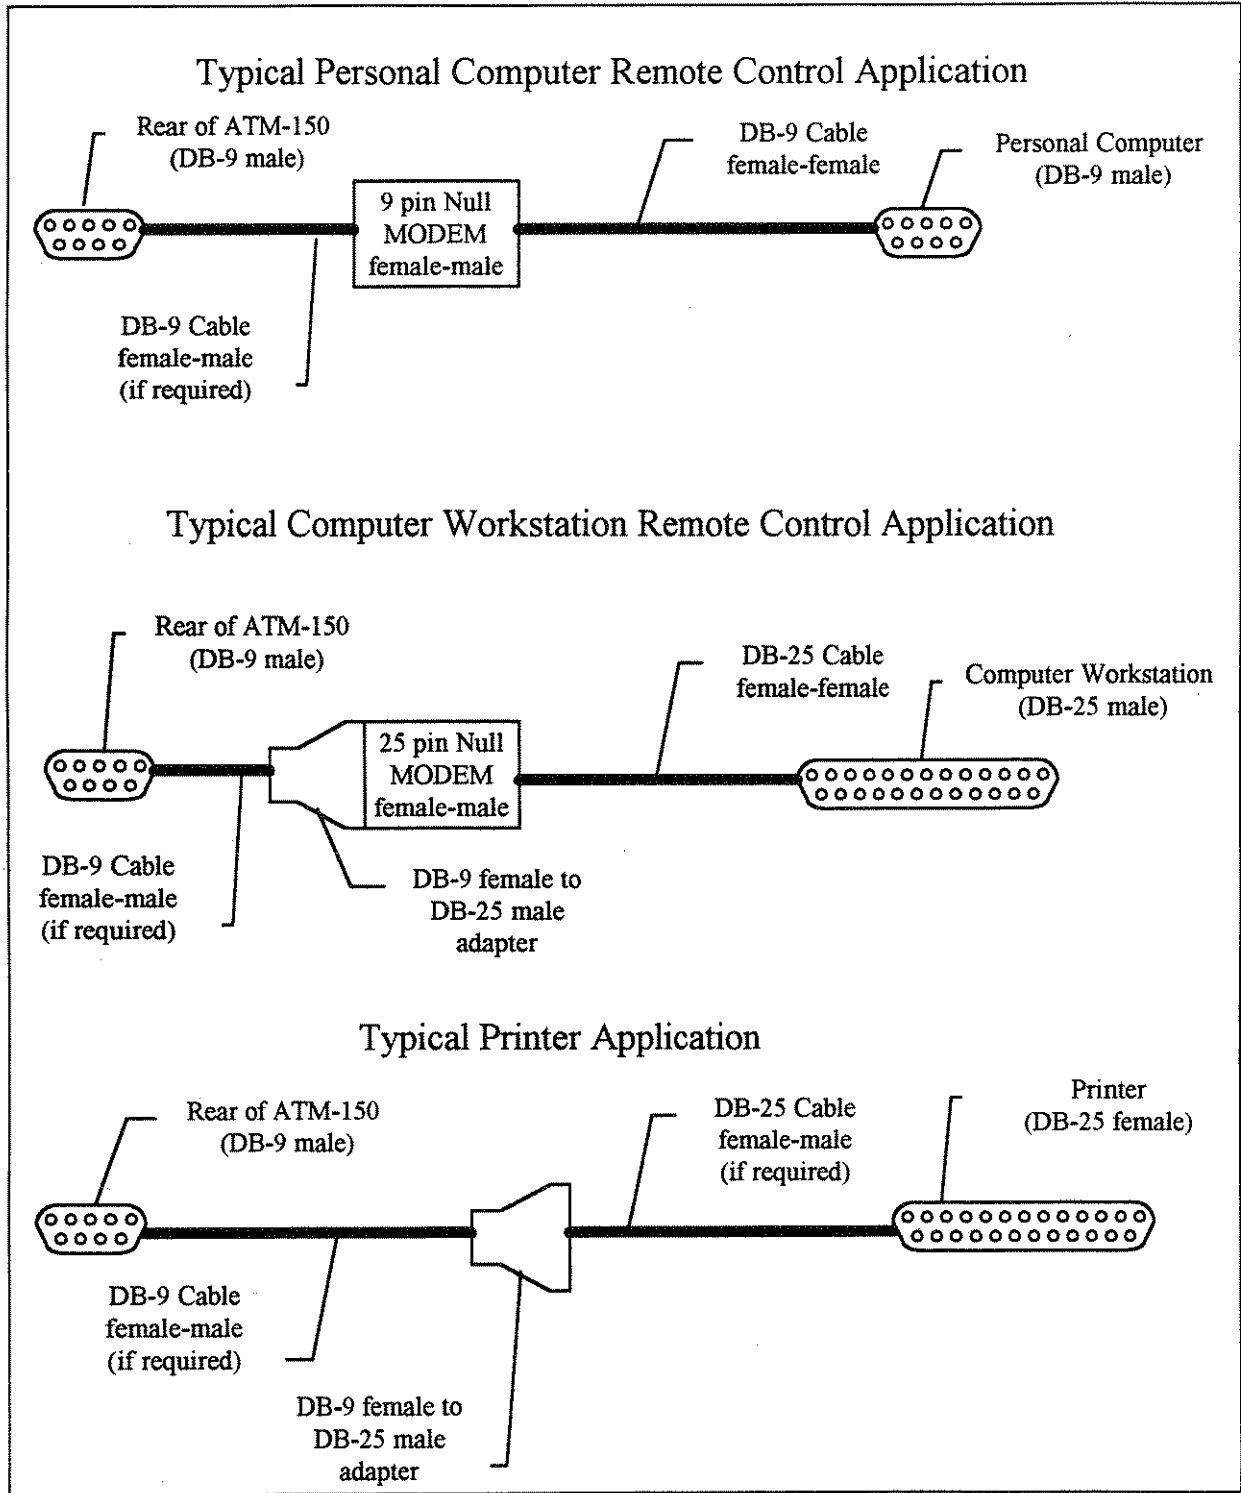 Typical Personal Computer Remote Control Application
Rear of ATM-150
(DB-9 male)
DB-9 Cable
female-female
Personal Computer
(DB-9 male)
9 pin Null
MODEM
female-male
DB-9 Cable
female-male
(if required)
Typical Computer Workstation Remote Control Application
Rear of ATM-150
(DB-9 male)
DB-25 Cable
female-female
Computer Workstation
(DB-25 male)
25 pin Null
MODEM
female-male
DB-9 Cable
female-male
(if required)
DB-9 female to
DB-25 male
adapter
Typical Printer Application
Rear of ATM-150
(DB-9 male)
DB-25 Cable
female-male
(if required)
Printer
(DB-25 female)
DB-9 Cable
female-male
(if required)
DB-9 female to
DB-25 male
adapter